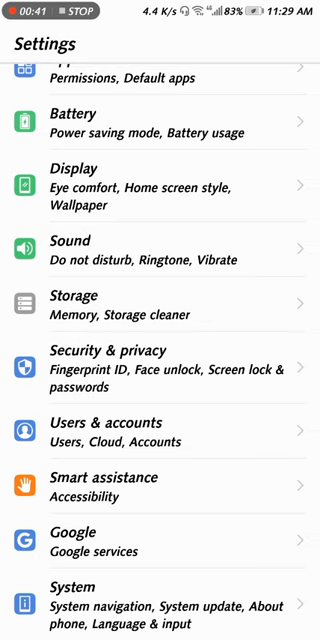 00:41 STOP 4.4 K/s 4G 83% 11:29 AM
Settings
Permissions, Default apps
Battery
Power saving mode, Battery usage
Display
Eye comfort, Home screen style,
Wallpaper
Sound
Do not disturb, Ringtone, Vibrate
Storage
Memory, Storage cleaner
Security & privacy
Fingerprint ID, Face unlock, Screen lock &
passwords
Users & accounts
Users, Cloud, Accounts
Smart assistance
Accessibility
G Google
Google services
System
System navigation, System update, About
phone, Language & input